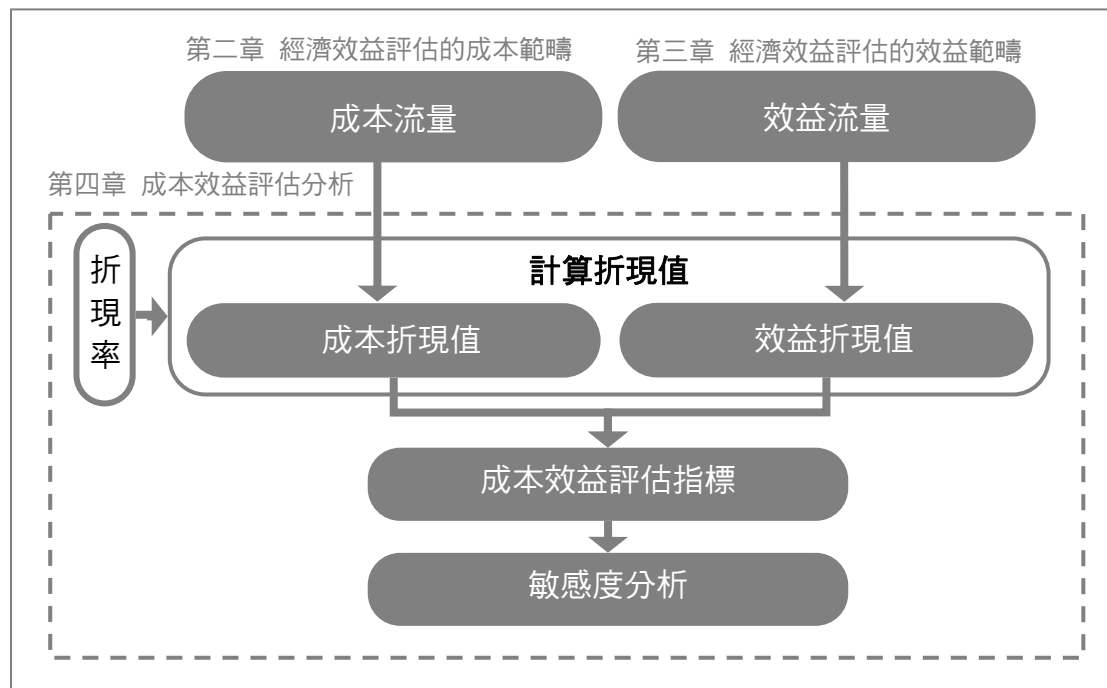 第二章 經濟效益評估的成本範疇
第三章 經濟效益評估的效益範疇
成本流量
效益流量
第四章 成本效益評估分析
折現率
計算折現值
成本折現值
效益折現值
成本效益評估指標
敏感度分析